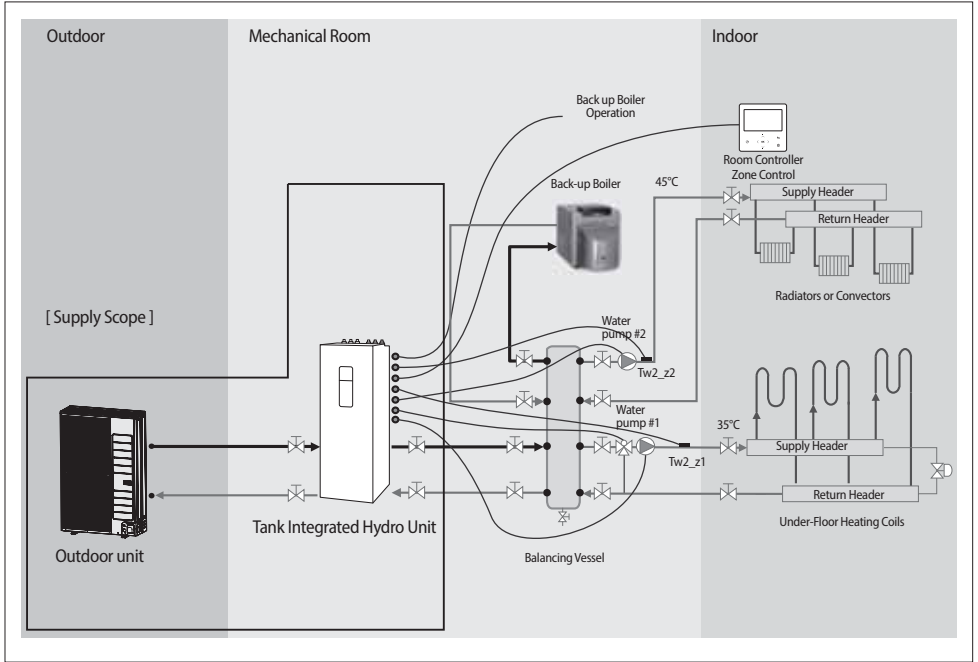 Outdoor
Mechanical Room
Indoor
Back up Boiler
Operation
Room Controller
Zone Control
Back-up Boiler
45°C
Supply Header
Return Header
Radiators or Convectors
[ Supply Scope ]
Water
pump #2
Tw2_z2
Water
pump #1
35°C
Tw2_z1
Supply Header
Return Header
Under-Floor Heating Coils
Tank Integrated Hydro Unit
Outdoor unit
Balancing Vessel